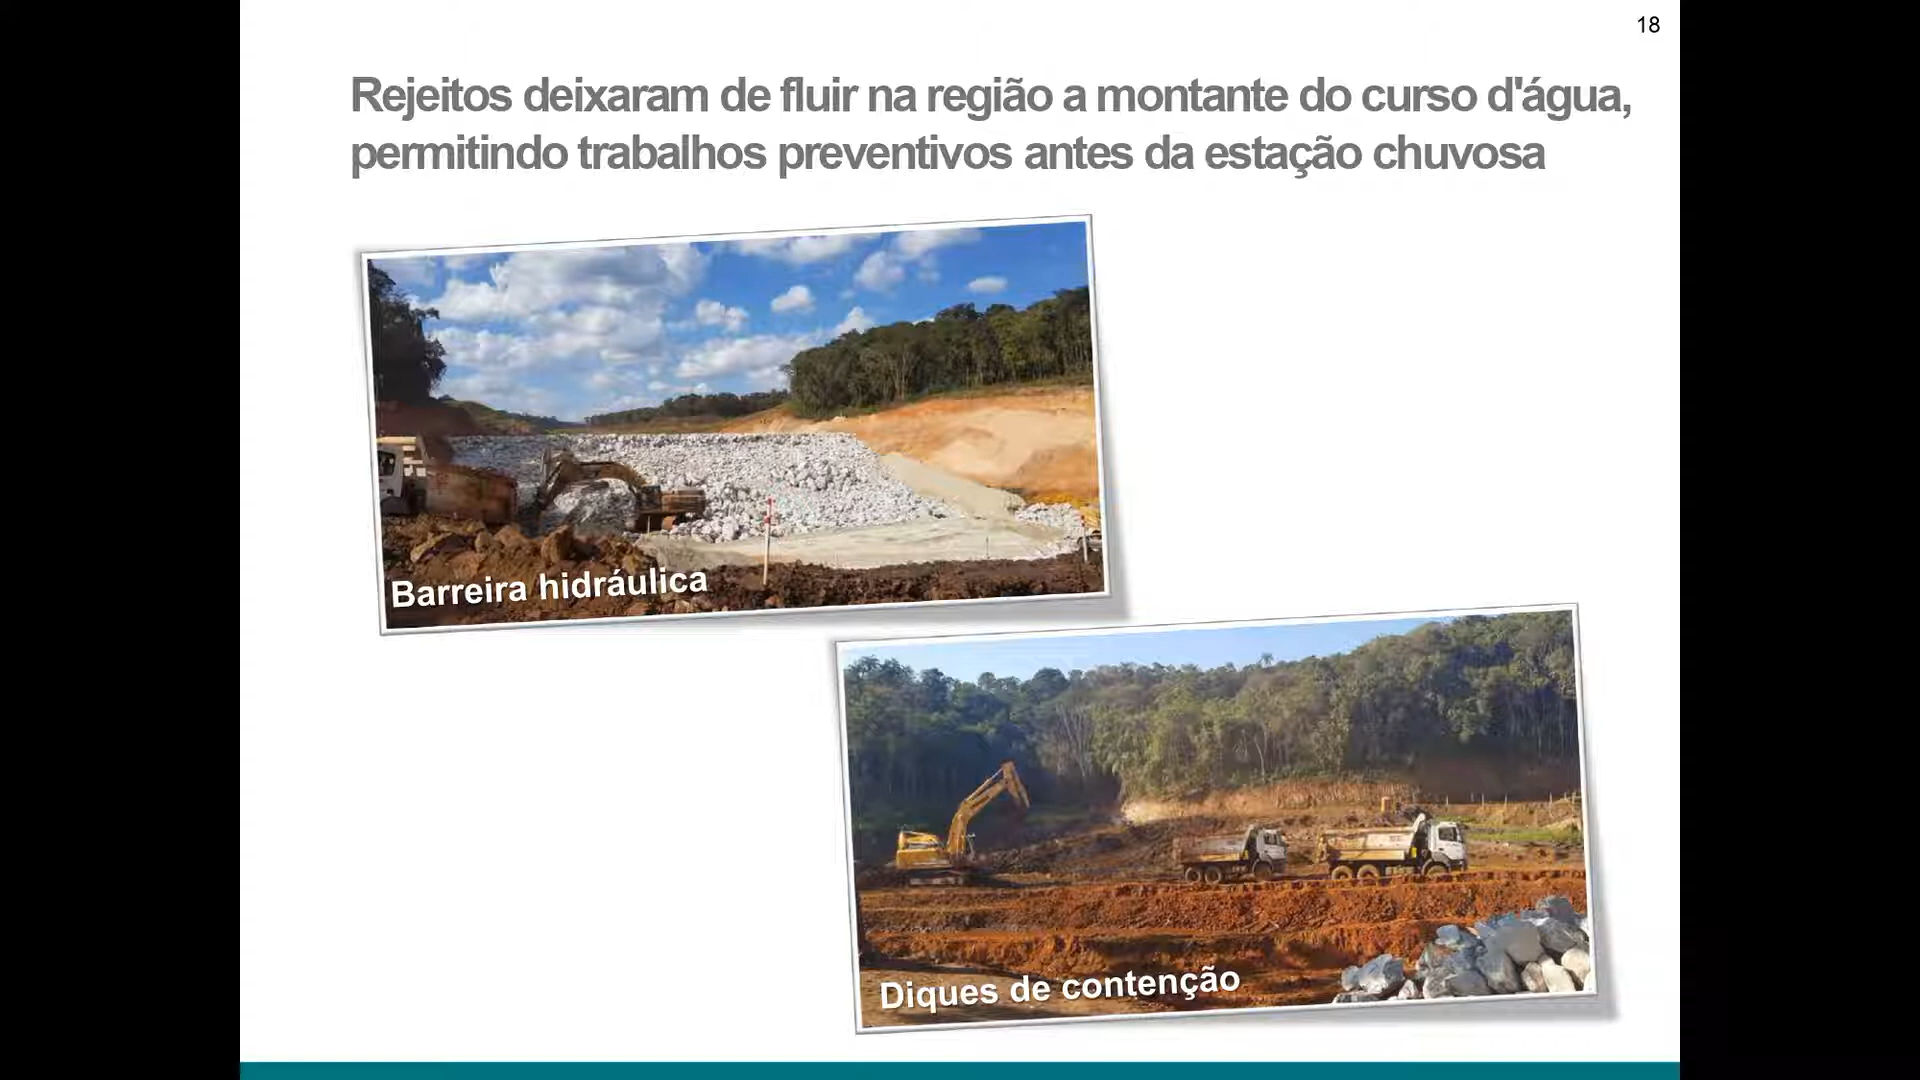 18
Rejeitos deixaram de fluir na região a montante do curso d'água,
permitindo trabalhos preventivos antes da estação chuvosa
Barreira hidráulica
Diques de contenção